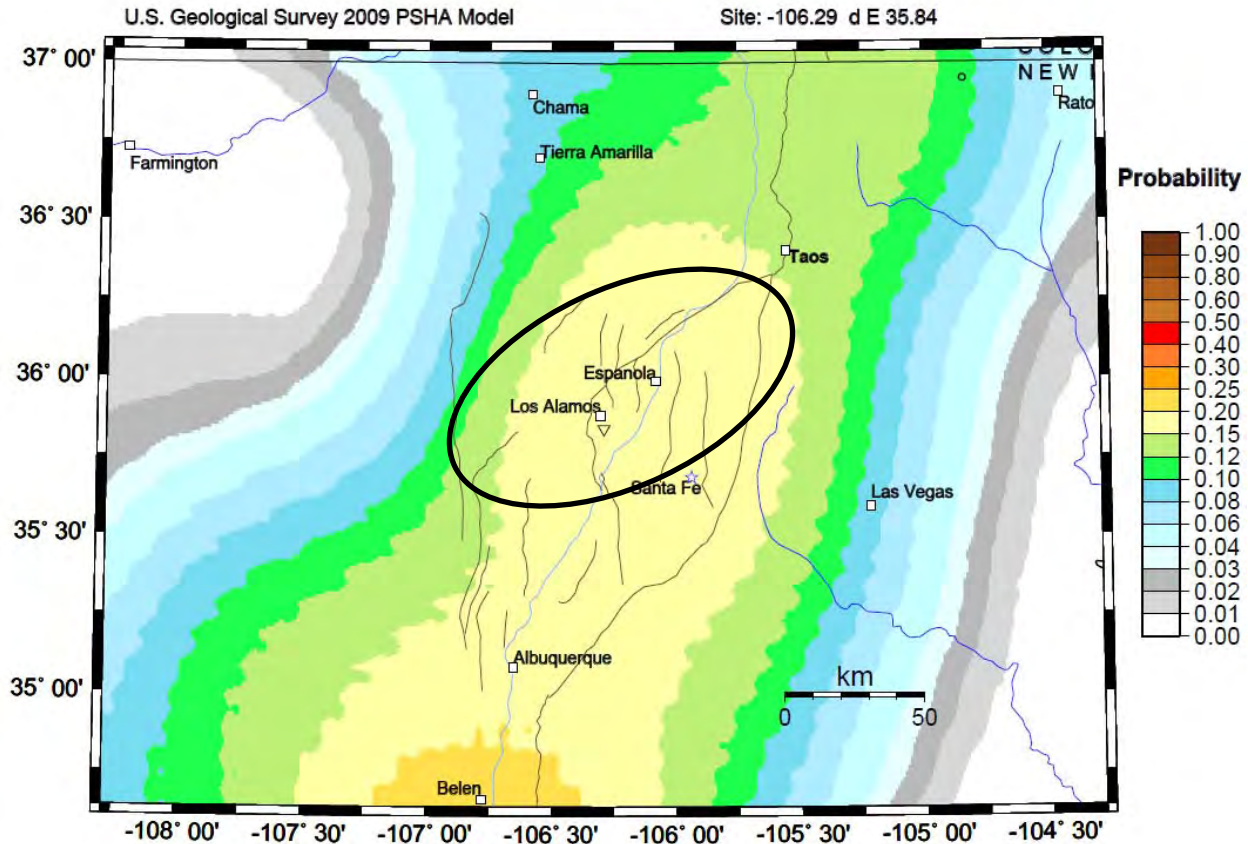 U.S. Geological Survey 2009 PSHA Model
Site: -106.29 d E 35.84
37° 00'
36° 30'
36° 00'
35° 30'
35° 00'
NEW
Chama
Rato
Farmington
Tierra Amarilla
Taos
Espanola
Los Alamos
Santa Fe
Las Vegas
Albuquerque
Belen
km
0
50
Probability
1.00
0.90
0.80
0.60
0.50
0.40
0.30
0.25
0.20
0.15
0.12
0.10
0.08
0.06
0.04
0.03
0.02
0.01
0.00
-108° 00'
-107° 30'
-107° 00'
-106° 30'
-106° 00'
-105° 30'
-105° 00'
-104° 30'